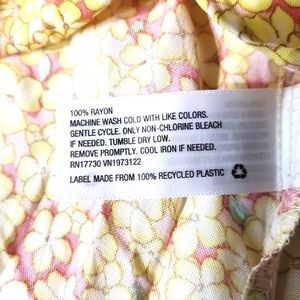 100% RAYON
MACHINE WASH COLD WITH LIKE COLORS.
GENTLE CYCLE. ONLY NON-CHLORINE BLEACH
IF NEEDED. TUMBLE DRY LOW.
REMOVE PROMPTLY. COOL IRON IF NEEDED.
RN17730 VN1973122
LABEL MADE FROM 100% RECYCLED PLASTIC